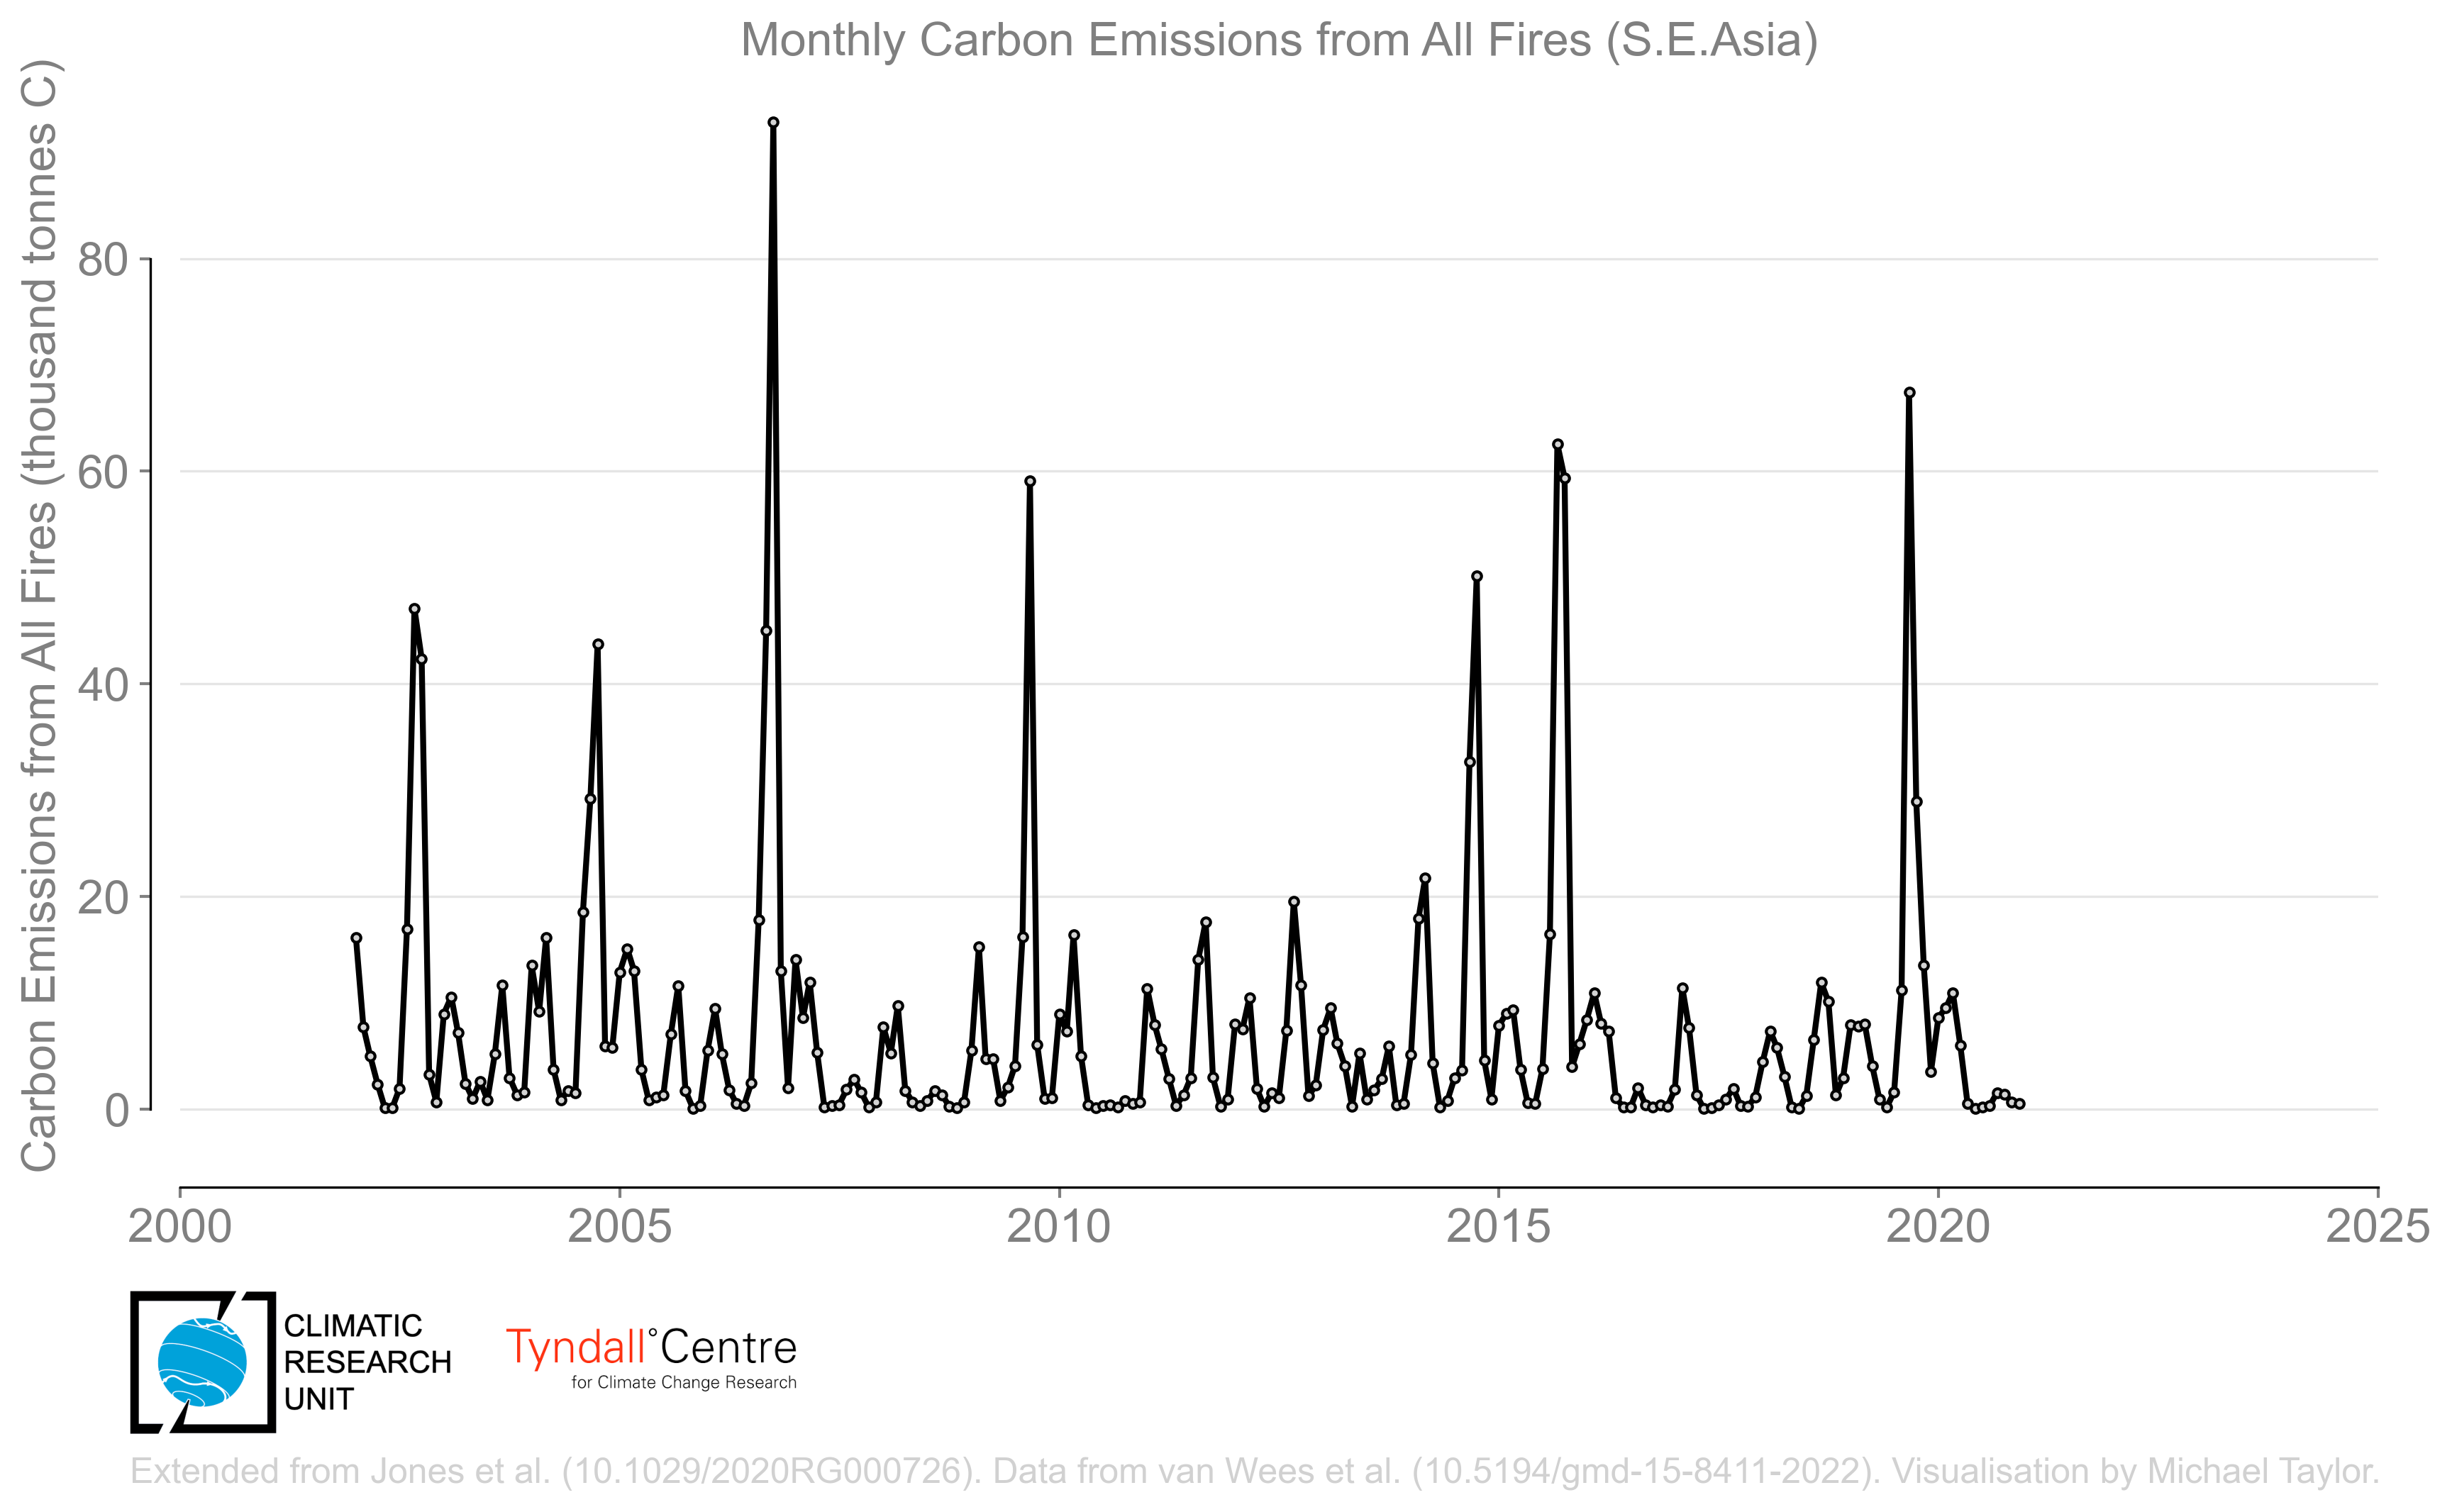 Monthly Carbon Emissions from All Fires (S.E.Asia)
Carbon Emissions from All Fires (thousand tonnes C)
80
60
40
20
0
2000
2005
2010
2015
2020
2025
CLIMATIC
RESEARCH
UNIT
Tyndall°Centre
for Climate Change Research
Extended from Jones et al. (10.1029/2020RG000726). Data from van Wees et al. (10.5194/gmd-15-8411-2022). Visualisation by Michael Taylor.